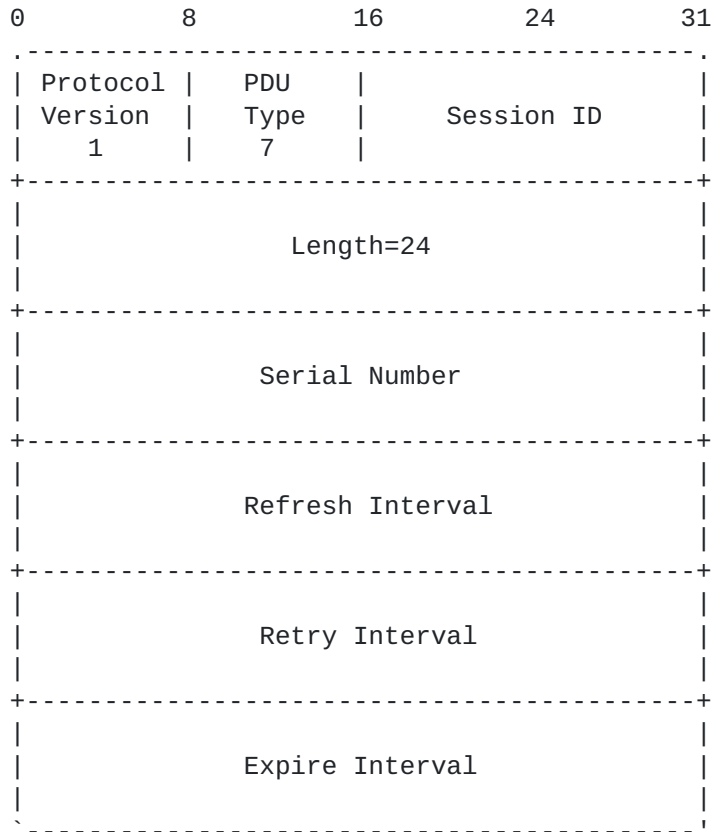 0          8          16         24        31
.-------------------------------------------.
| Protocol |   PDU    |                     |
| Version  |   Type   |     Session ID      |
|    1     |    7     |                     |
+-------------------------------------------+
|                                           |
|                 Length=24                 |
|                                           |
+-------------------------------------------+
|                                           |
|               Serial Number               |
|                                           |
+-------------------------------------------+
|                                           |
|              Refresh Interval             |
|                                           |
+-------------------------------------------+
|                                           |
|               Retry Interval              |
|                                           |
+-------------------------------------------+
|                                           |
|              Expire Interval              |
|                                           |
`-------------------------------------------'